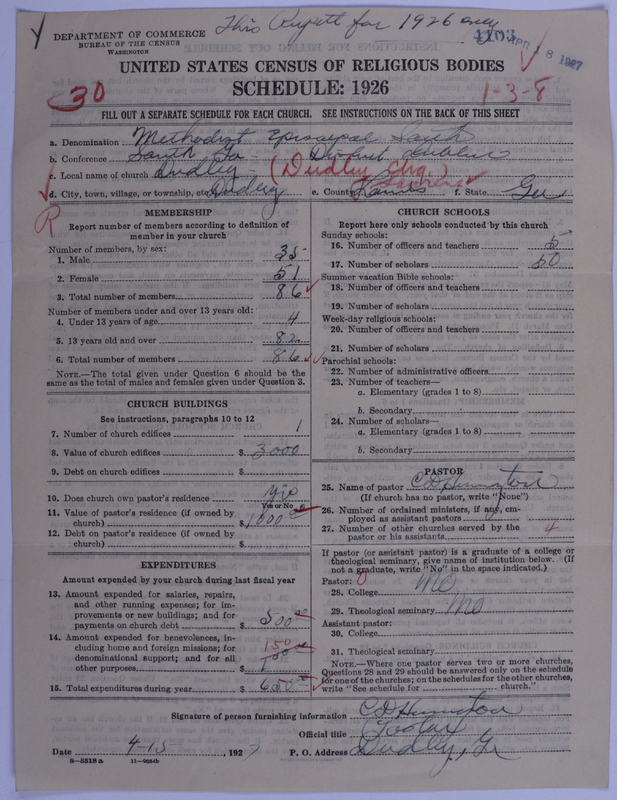 This Report for 1926 only
DEPARTMENT OF COMMERCE
BUREAU OF THE CENSUS
WASHINGTON
1103
APR 18 1927
UNITED STATES CENSUS OF RELIGIOUS BODIES
SCHEDULE: 1926
30
1-3-8
FILL OUT A SEPARATE SCHEDULE FOR EACH CHURCH. SEE INSTRUCTIONS ON THE BACK OF THIS SHEET
a. Denomination Methodist Episcopal South
b. Conference South Ga Dist Dublin
c. Local name of church Dudley (Dudley Chg.)
d. City, town, village, or township, etc. Dudley e. County Laurens f. State Geo
R
MEMBERSHIP
Report number of members according to definition of
member in your church
Number of members, by sex:
1. Male 35
2. Female 51
3. Total number of members 86
Number of members under and over 13 years old:
4. Under 13 years of age 4
5. 13 years old and over 82
6. Total number of members 86
NOTE.—The total given under Question 6 should be
same as the total of males and females given under Question 3.
CHURCH BUILDINGS
See instructions, paragraphs 10 to 12
7. Number of church edifices 1
8. Value of church edifices $ 3000
9. Debt on church edifices $
10. Does church own pastor's residence yes
Yes or No
11. Value of pastor's residence (if owned by
church) $ 1000
12. Debt on pastor's residence (if owned by
church) $
EXPENDITURES
Amount expended by your church during last fiscal year
13. Amount expended for salaries, repairs,
and other running expenses; for im-
provements or new buildings; and for
payments on church debt $ 500 00
14. Amount expended for benevolences, in-
cluding home and foreign missions; for
denominational support; and for all
other purposes $ 150 00
15. Total expenditures during year $ 650 00
CHURCH SCHOOLS
Report here only schools conducted by this church
Sunday schools:
16. Number of officers and teachers 5
17. Number of scholars 50
Summer vacation Bible schools:
18. Number of officers and teachers
19. Number of scholars
Week-day religious schools:
20. Number of officers and teachers
21. Number of scholars
Parochial schools:
22. Number of administrative officers
23. Number of teachers—
a. Elementary (grades 1 to 8)
b. Secondary
24. Number of scholars—
a. Elementary (grades 1 to 8)
b. Secondary
PASTOR
25. Name of pastor
(If church has no pastor, write "None")
26. Number of ordained ministers, if any, em-
ployed as assistant pastors
27. Number of other churches served by the
pastor or his assistants 4
If pastor (or assistant pastor) is a graduate of a college or
theological seminary, give name of institution below. (If
not a graduate, write "No" in the space indicated.)
Pastor: 0
28. College No
29. Theological seminary No
Assistant pastor:
30. College
31. Theological seminary
NOTE.—Where one pastor serves two or more churches,
Questions 28 and 29 should be answered only on the schedule
for one of the churches; on the schedules for the other churches,
write "See schedule for church."
Signature of person furnishing information
Official title Pastor
Date 4-15, 1927 P. O. Address Dudley, Ga
8—5518 a 11—9284b